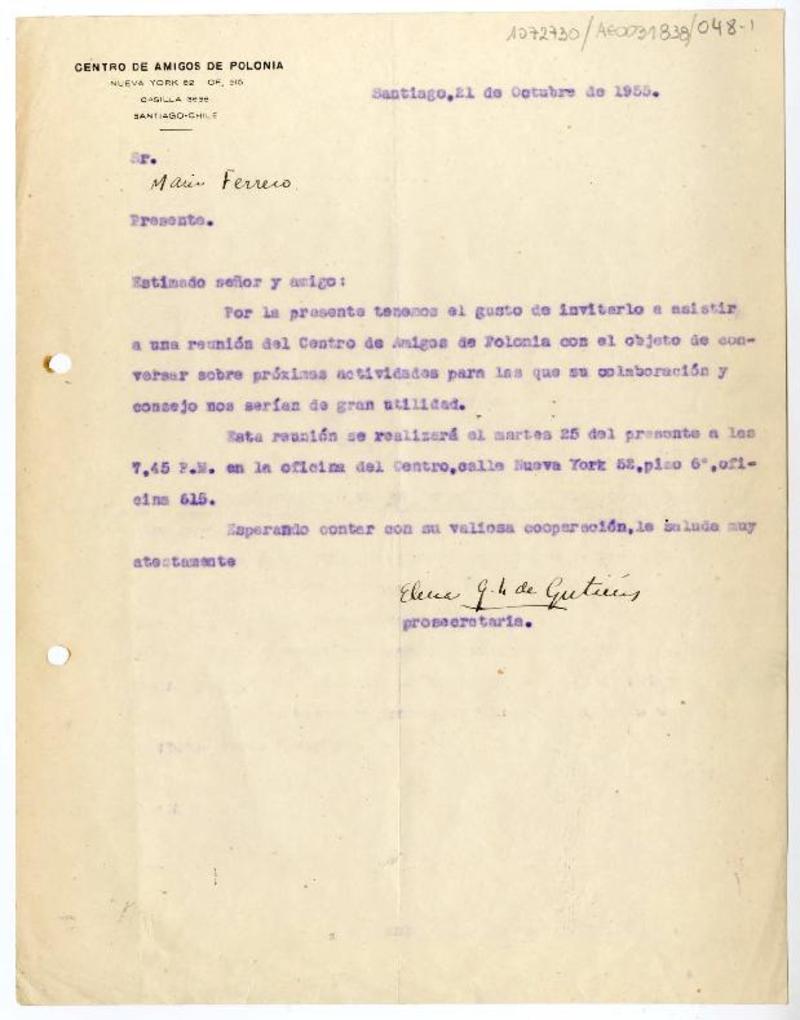 1072730/AE0031838/048-1
CENTRO DE AMIGOS DE POLONIA
NUEVA YORK 52 OF. 515
CASILLA 3636
SANTIAGO-CHILE
Santiago,21 de Octubre de 1955.
Sr.
Mario Ferrero
Presente.
Estimado señor y amigo:
Por la presente tenemos el gusto de invitarlo a asistir
a una reunión del Centro de Amigos de Polonia con el objeto de con-
versar sobre próximas actividades para las que su colaboración y
consejo nos serían de gran utilidad.
Esta reunión se realizará el martes 25 del presente a las
7,45 P.M. en la oficina del Centro,calle Nueva York 52,piso 6°,ofi-
cina 615.
Esperando contar con su valiosa cooperación,le saluda muy
atentamente
Elena G. de Gutiérrez
prosecretaria.